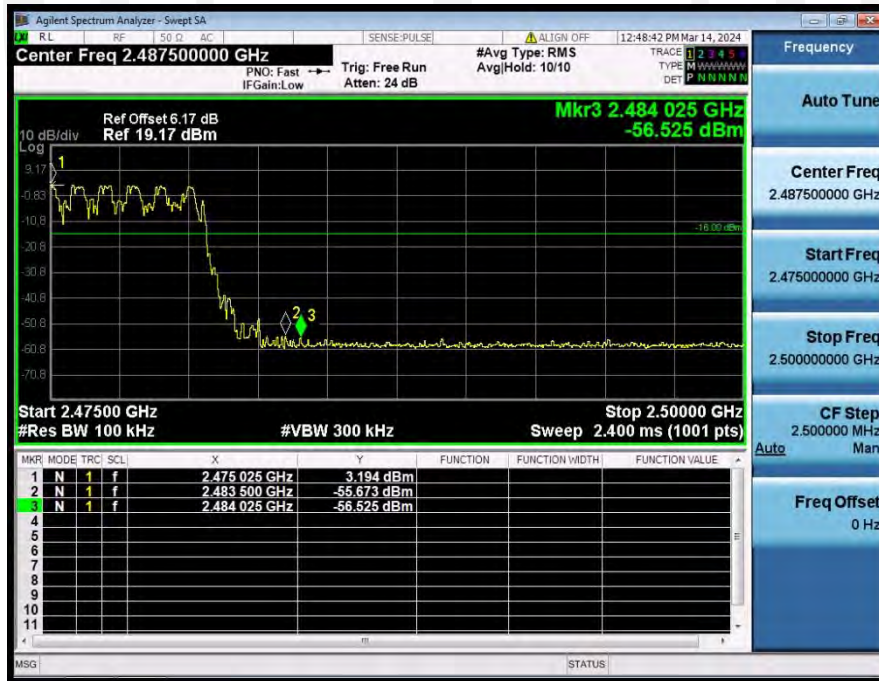 Agilent Spectrum Analyzer - Swept SA
RL RF 50 Ω AC SENSE:PULSE ALIGN OFF 12:48:42 PM Mar 14, 2024
Center Freq 2.487500000 GHz
PNO: Fast
IFGain:Low
Trig: Free Run
Atten: 24 dB
#Avg Type: RMS
Avg|Hold: 10/10
TRACE 1 2 3 4 5
TYPE M
DET P N N N N N
Mkr3 2.484 025 GHz
-56.525 dBm
Ref Offset 6.17 dB
10 dB/div Ref 19.17 dBm
Log
9.17
-0.83
-10.8
-20.8
-30.8
-40.8
-50.8
-60.8
-70.8
1
2
3
-16.00 dBm
Start 2.47500 GHz Stop 2.50000 GHz
#Res BW 100 kHz #VBW 300 kHz Sweep 2.400 ms (1001 pts)
MKR MODE TRC SCL X Y FUNCTION FUNCTION WIDTH FUNCTION VALUE
1 N 1 f 2.475 025 GHz 3.194 dBm
2 N 1 f 2.483 500 GHz -55.673 dBm
3 N 1 f 2.484 025 GHz -56.525 dBm
4
5
6
7
8
9
10
11
MSG STATUS
Frequency
Auto Tune
Center Freq
2.487500000 GHz
Start Freq
2.475000000 GHz
Stop Freq
2.500000000 GHz
CF Step
2.500000 MHz
Auto Man
Freq Offset
0 Hz